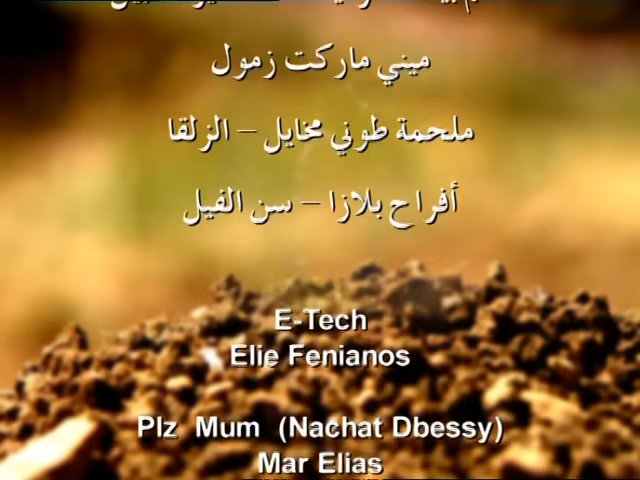 ميني ماركت زمول
ملحمة طوني مخايل – الزلقا
أفراح بلازا – سن الفيل
E-Tech
Elie Fenianos
Plz Mum (Nachat Dbessy)
Mar Elias